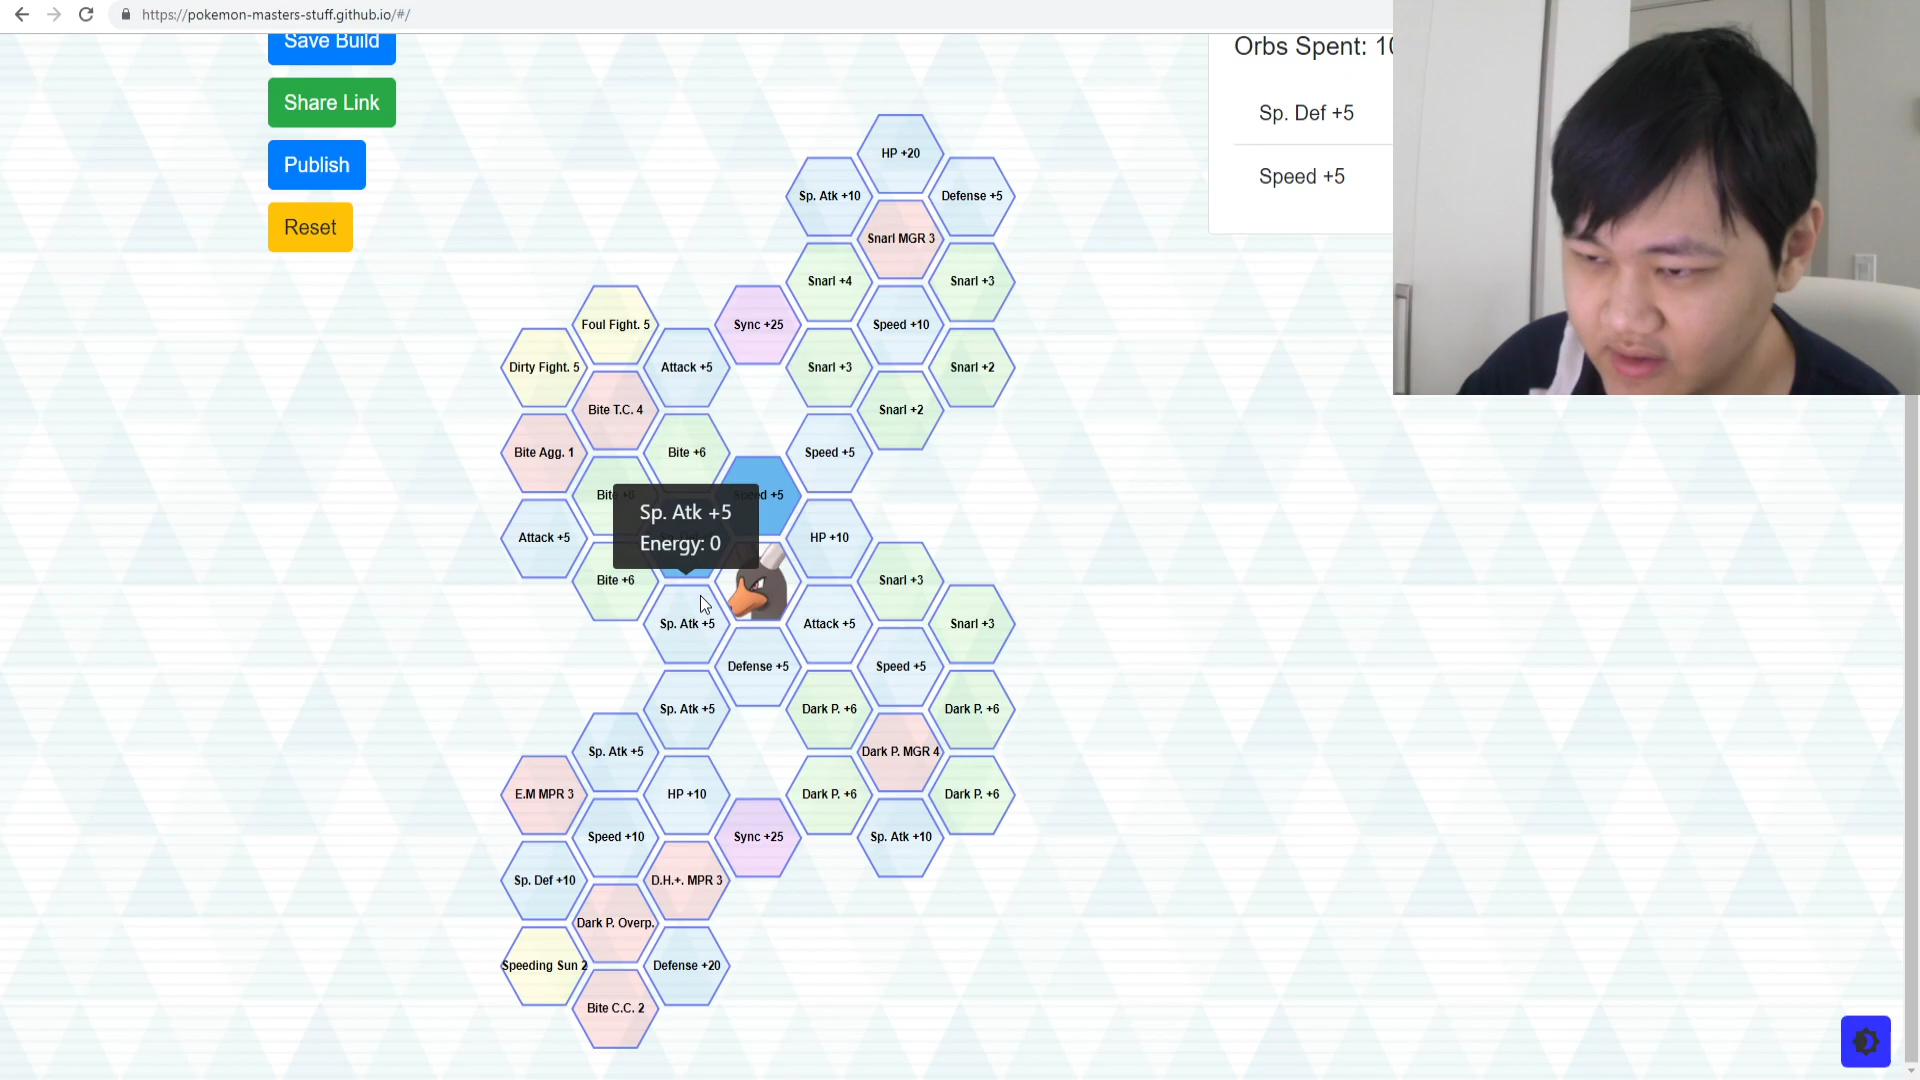 https://pokemon-masters-stuff.github.io/#/
Save Build
Share Link
Publish
Reset
Orbs Spent: 10
Sp. Def +5
Speed +5
HP +20
Sp. Atk +10
Defense +5
Snarl MGR 3
Snarl +4
Snarl +3
Foul Fight. 5
Sync +25
Speed +10
Dirty Fight. 5
Attack +5
Snarl +3
Snarl +2
Bite T.C. 4
Snarl +2
Bite Agg. 1
Bite +6
Speed +5
Bite +6
Speed +5
Sp. Atk +5
Energy: 0
Attack +5
HP +10
Bite +6
Snarl +3
Sp. Atk +5
Attack +5
Snarl +3
Defense +5
Speed +5
Sp. Atk +5
Dark P. +6
Dark P. +6
Sp. Atk +5
Dark P. MGR 4
E.M MPR 3
HP +10
Dark P. +6
Dark P. +6
Speed +10
Sync +25
Sp. Atk +10
Sp. Def +10
D.H.+. MPR 3
Dark P. Overp.
Speeding Sun 2
Defense +20
Bite C.C. 2